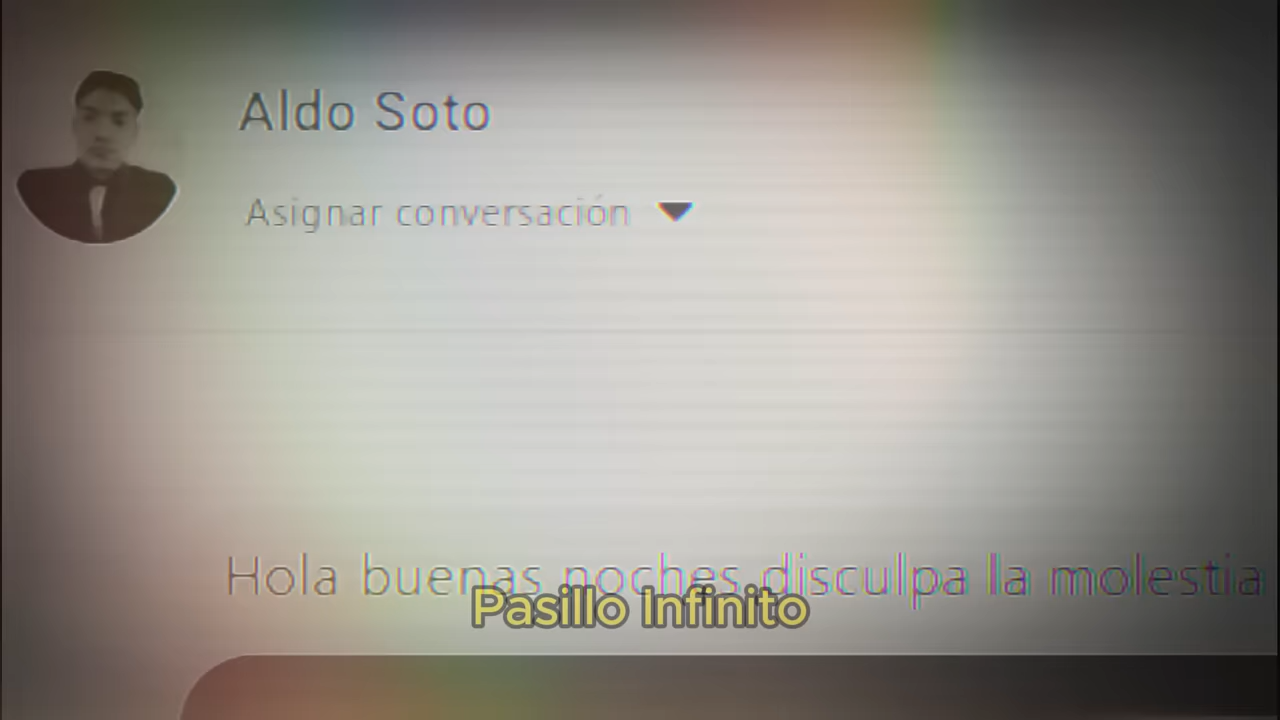 Aldo Soto
Asignar conversación
Hola buenas noches disculpa la molestia
Pasillo Infinito